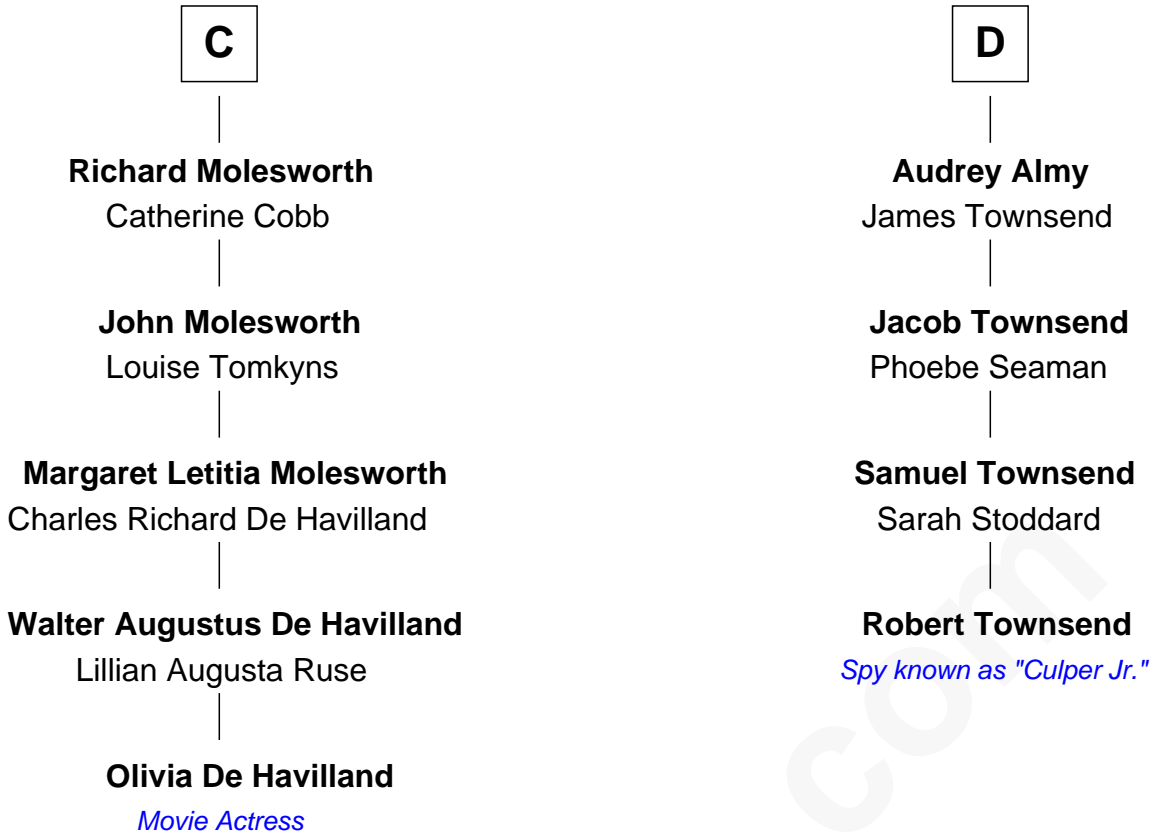 C
Richard Molesworth
Catherine Cobb
John Molesworth
Louise Tomkyns
Margaret Letitia Molesworth
Charles Richard De Havilland
Walter Augustus De Havilland
Lillian Augusta Ruse
Olivia De Havilland
Movie Actress
D
Audrey Almy
James Townsend
Jacob Townsend
Phoebe Seaman
Samuel Townsend
Sarah Stoddard
Robert Townsend
Spy known as "Culper Jr."
com